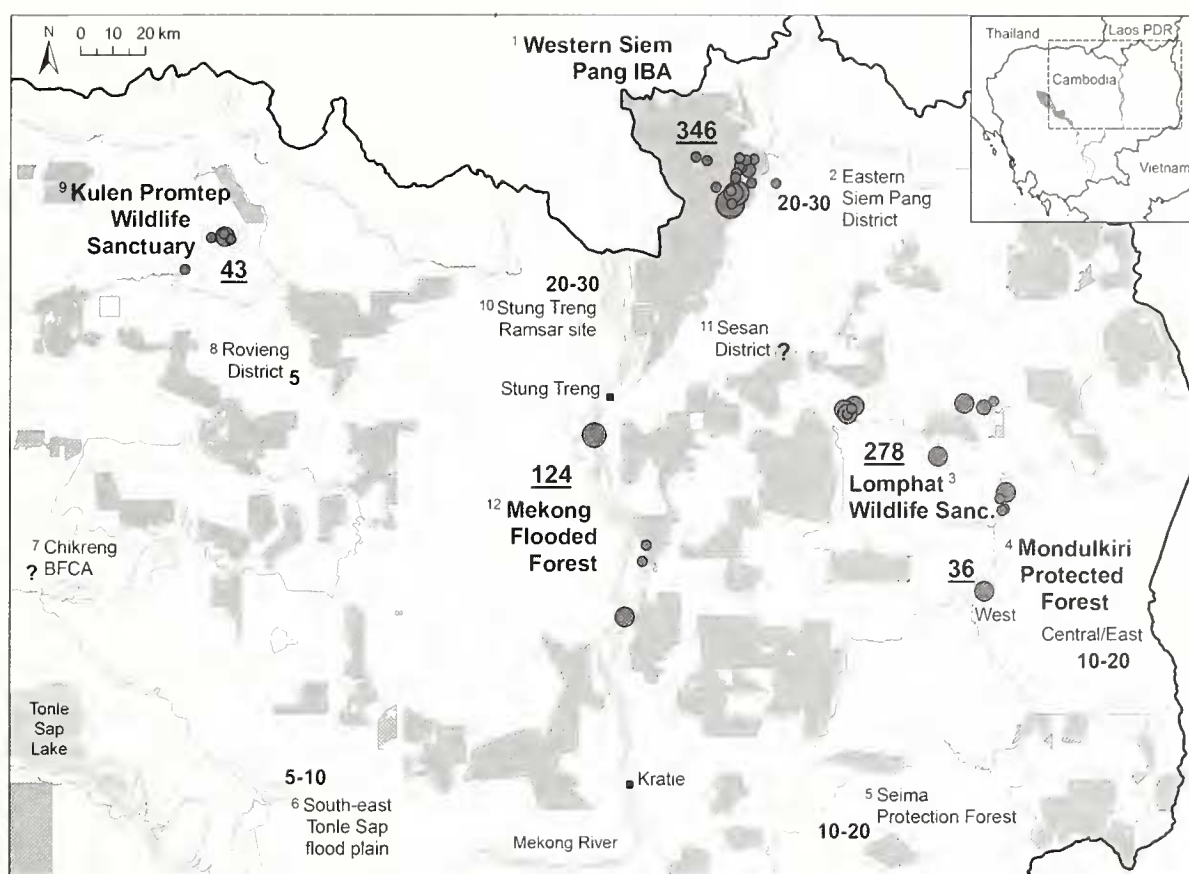 N
0 10 20 km
1 Western Siem
Pang IBA
Thailand
Laos PDR
Cambodia
Vietnam
346
2 Eastern
Siem Pang
District
20-30
9 Kulen Promtep
Wildlife
Sanctuary
43
20-30
10 Stung Treng
Ramsar site
11 Sesan
District ?
8 Rovieng
District 5
Stung Treng
124
12 Mekong
Flooded
Forest
278
Lomphat 3
Wildlife Sanc.
7 Chikreng
? BFCA
36
West
4 Mondulkiri
Protected
Forest
Central/East
10-20
Tonle
Sap
Lake
5-10
6 South-east
Tonle Sap
flood plain
Kratie
Mekong River
5 Seima
Protection Forest
10-20